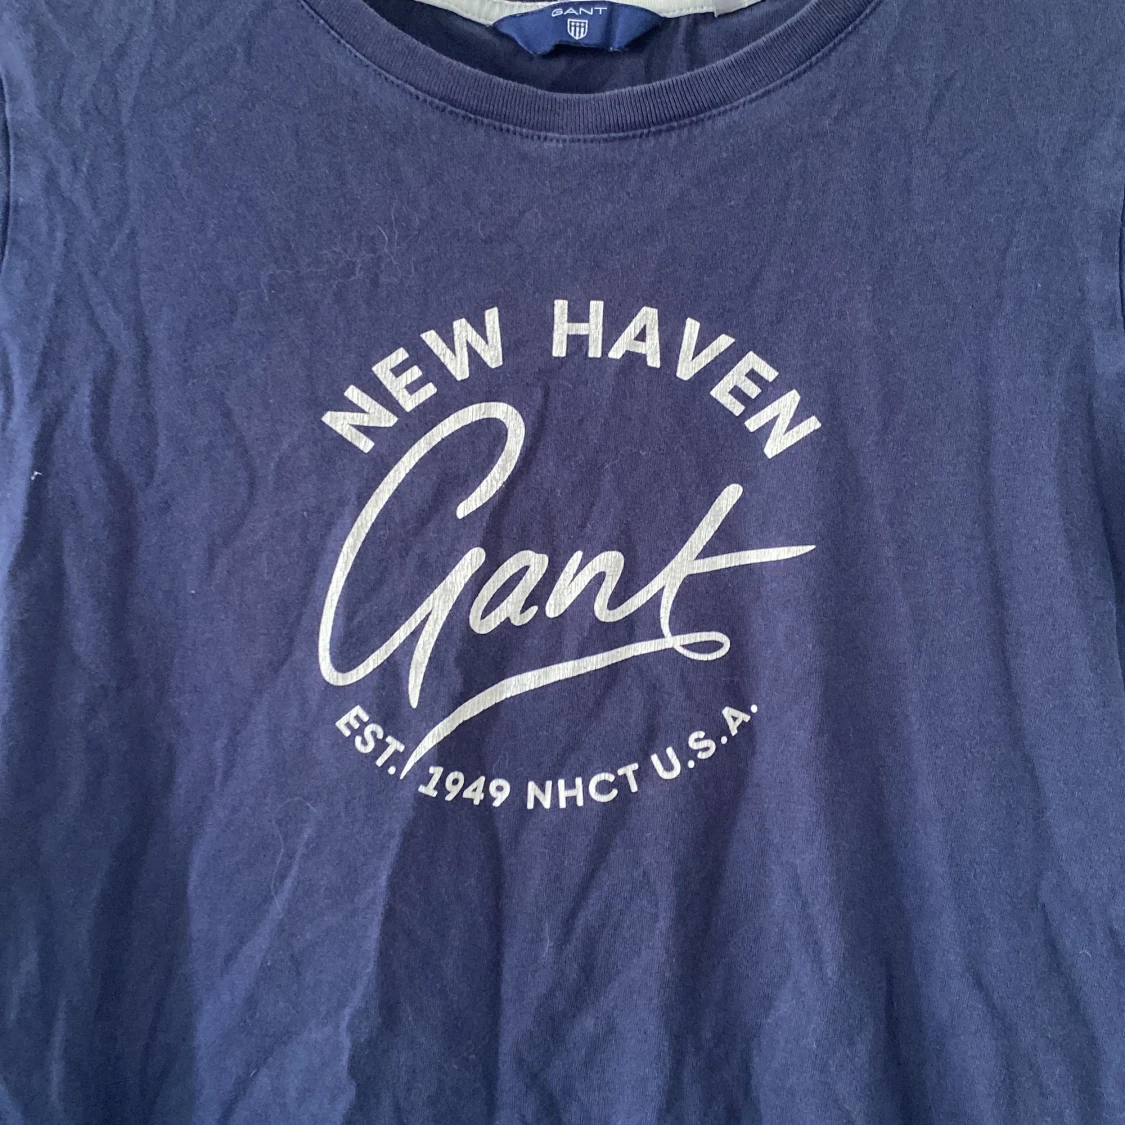 GANT
NEW HAVEN
Gant
EST. 1949 NHCT U.S.A.